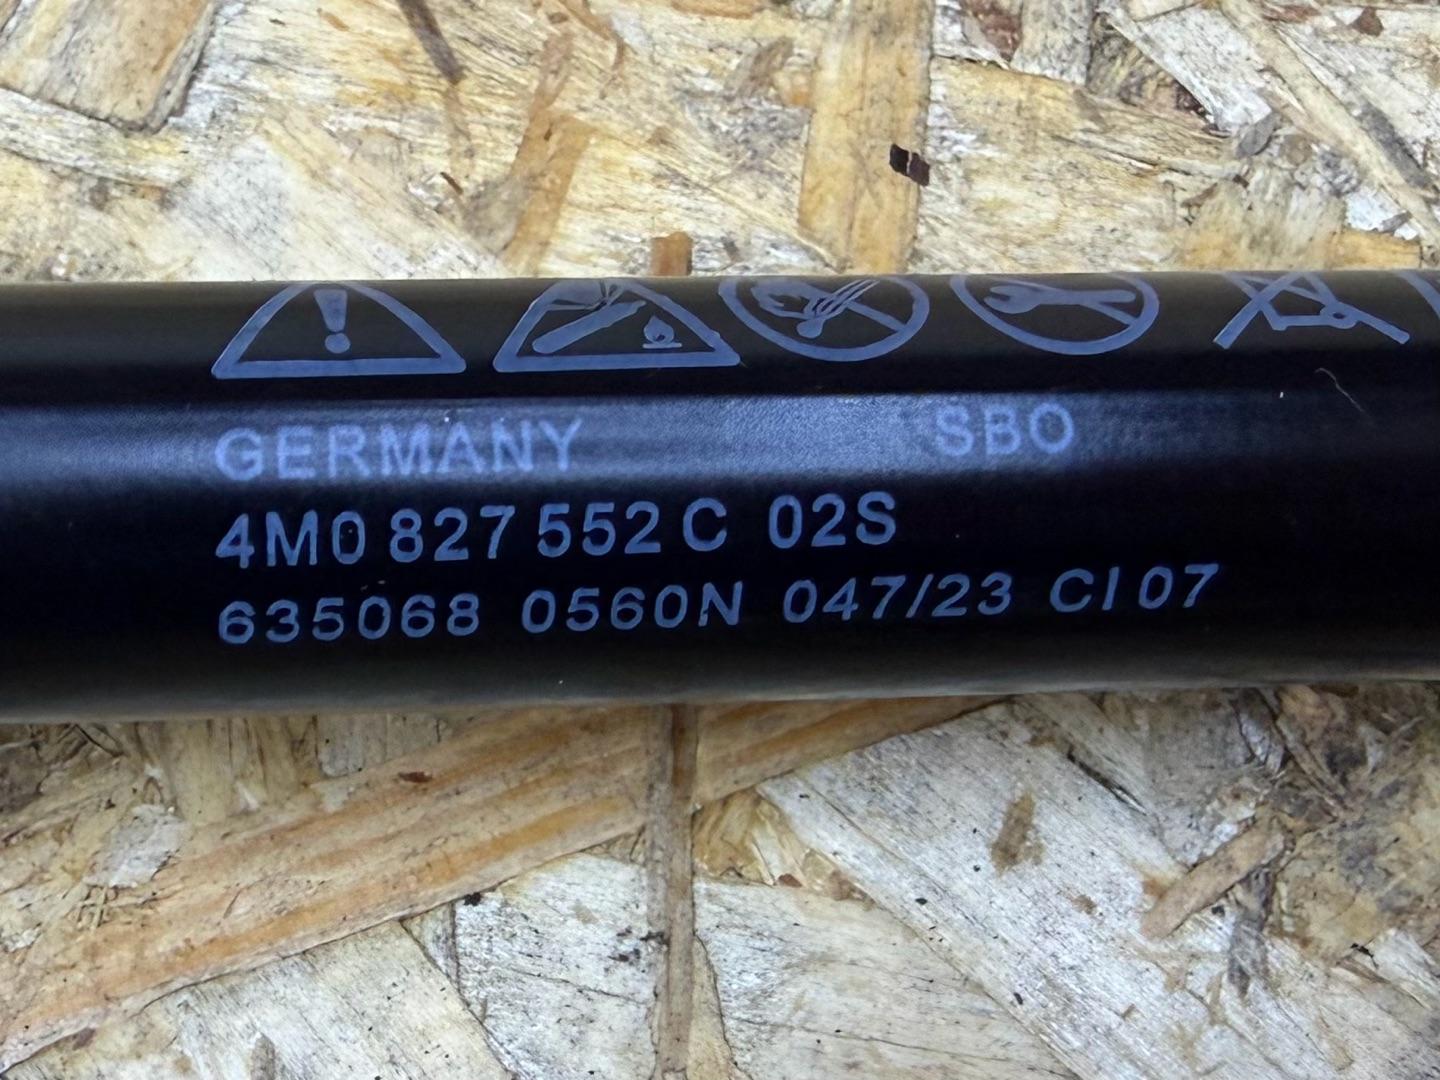 GERMANY SBO
4M0 827 552 C 02S
635068 0560N 047/23 CI 07